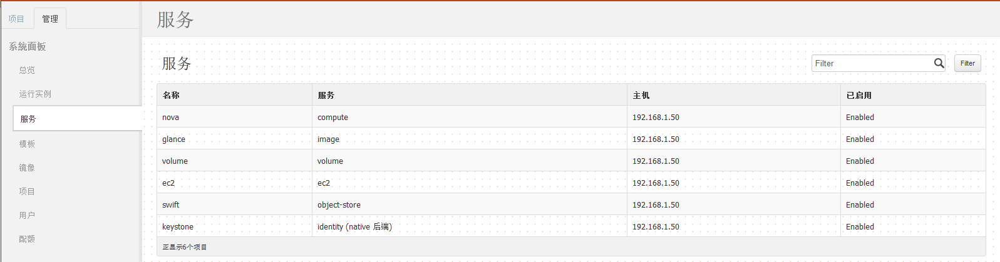 项目 管理
系统面板
总览
运行实例
服务
模板
镜像
项目
用户
配额
服务
服务
Filter Filter
名称 服务 主机 已启用
nova compute 192.168.1.50 Enabled
glance image 192.168.1.50 Enabled
volume volume 192.168.1.50 Enabled
ec2 ec2 192.168.1.50 Enabled
swift object-store 192.168.1.50 Enabled
keystone identity (native 后端) 192.168.1.50 Enabled
正显示6个项目